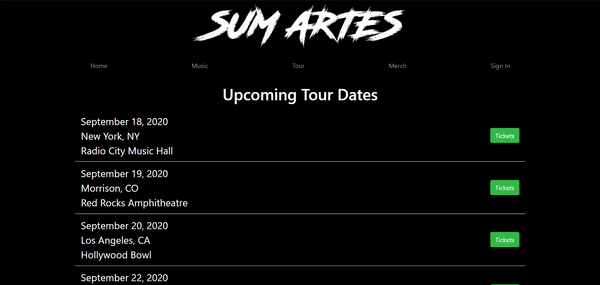 SUM ARTES
Home Music Tour Merch Sign In
Upcoming Tour Dates
September 18, 2020
New York, NY
Radio City Music Hall
Tickets
September 19, 2020
Morrison, CO
Red Rocks Amphitheatre
Tickets
September 20, 2020
Los Angeles, CA
Hollywood Bowl
Tickets
September 22, 2020